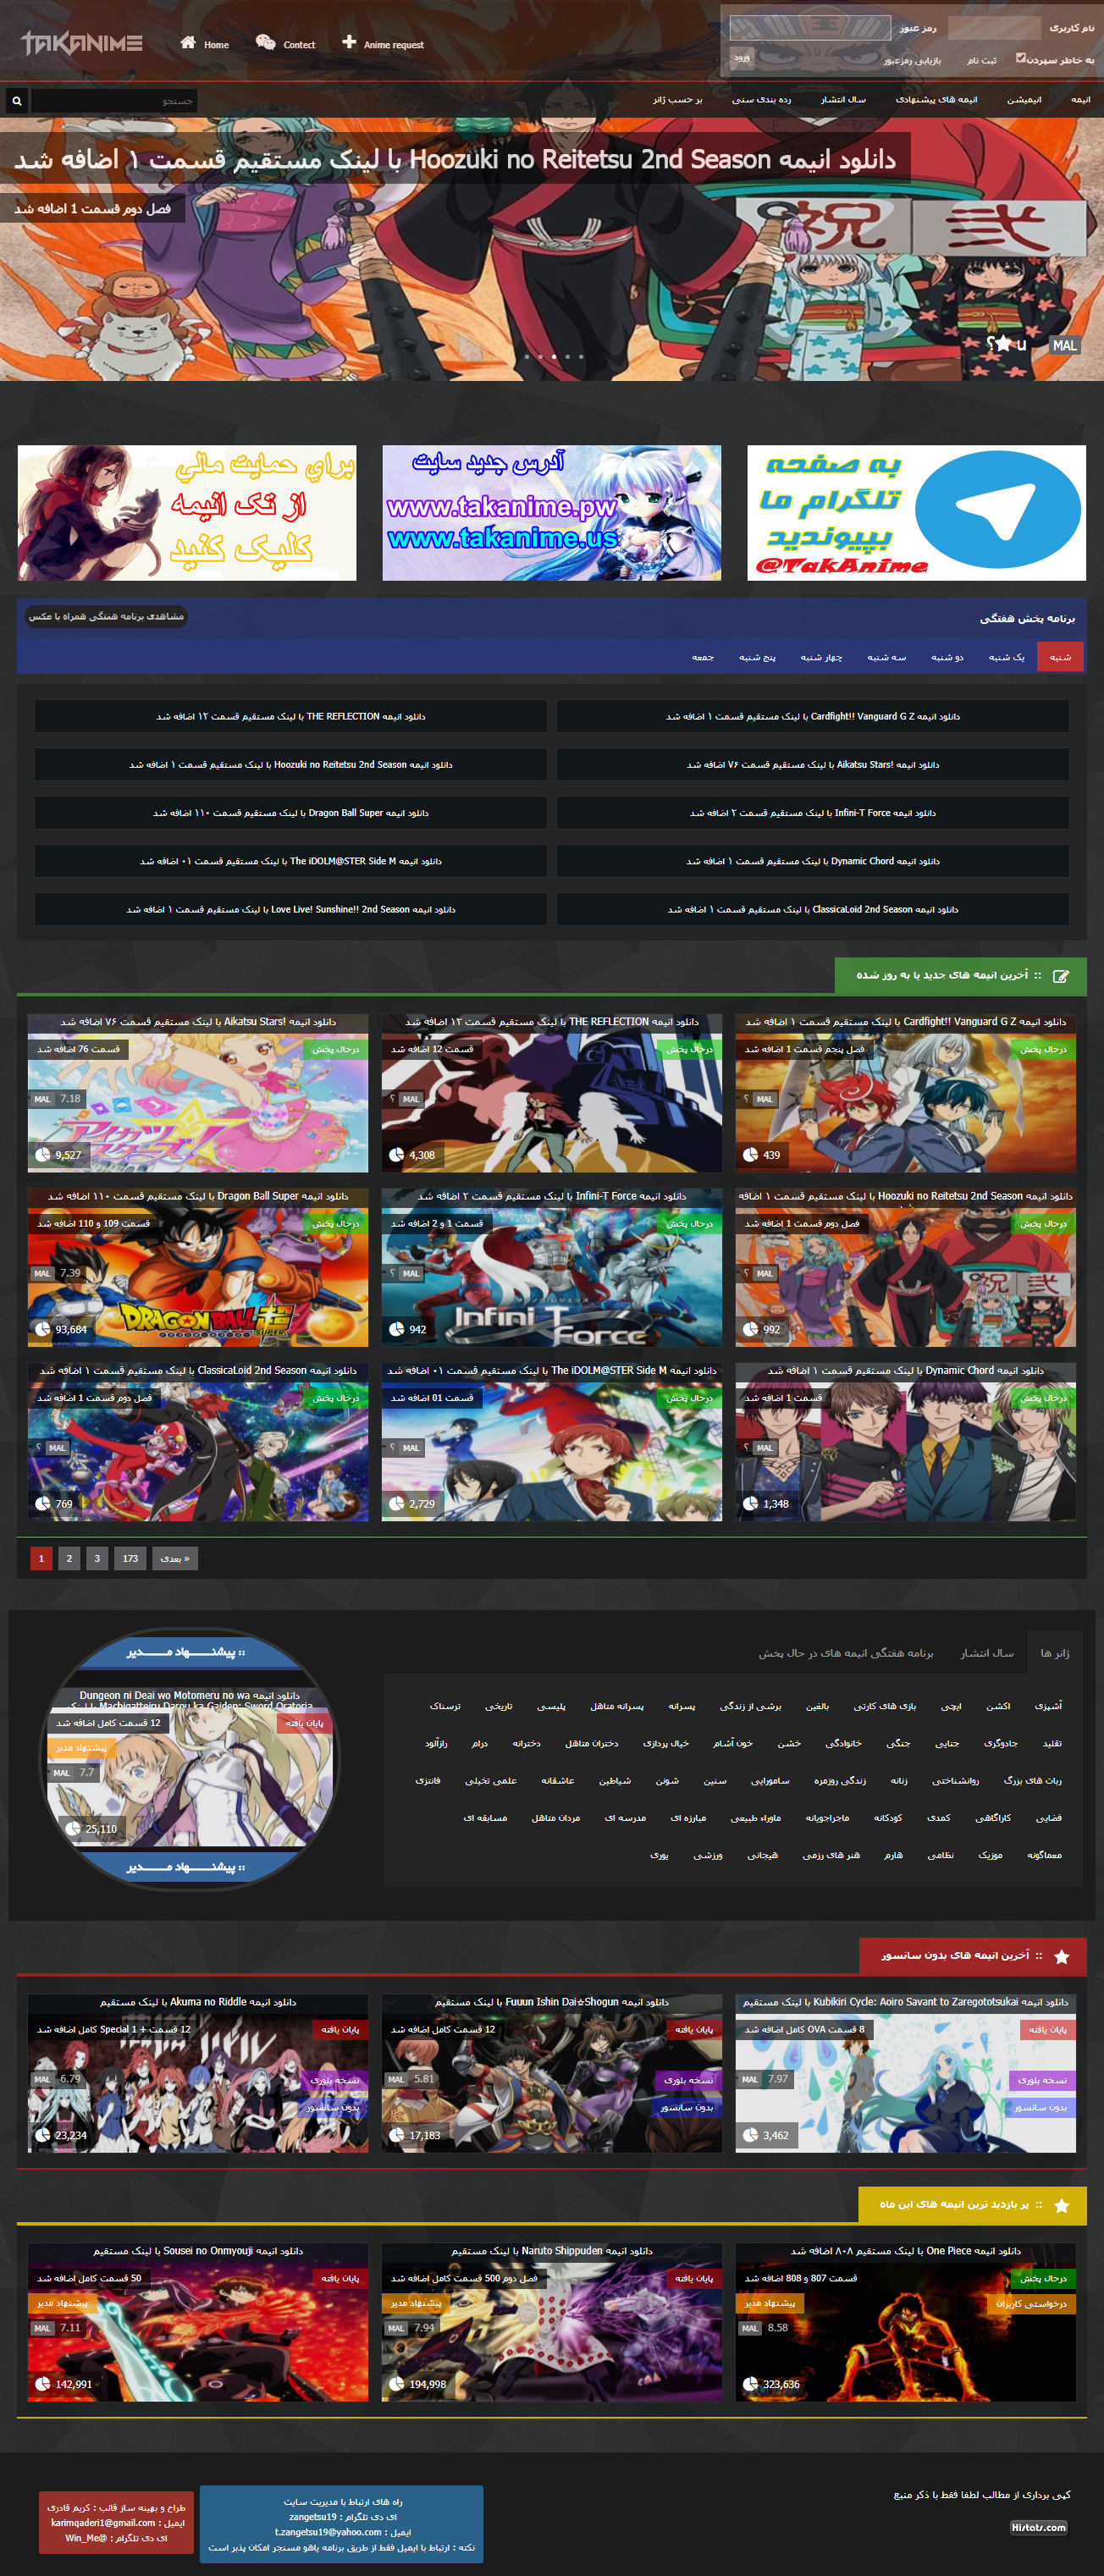 TAKANIME
Home
Contect
Anime request
نام کاربری
رمز عبور
به خاطر سپردن
ثبت نام
بازیابی رمزعبور
ورود
انیمه
انیمیشن
انیمه های پیشنهادی
سال انتشار
رده بندی سنی
بر حسب ژانر
جستجو
دانلود انیمه Hoozuki no Reitetsu 2nd Season با لینک مستقیم قسمت ۱ اضافه شد
فصل دوم قسمت 1 اضافه شد
祝 弐
MAL
براي حمايت مالي
از تک انيمه
کليک کنيد
آدرس جدید سایت
www.takanime.pw
www.takanime.us
به صفحه
تلگرام ما
بپیوندید
@TakAnime
برنامه پخش هفتگی
مشاهدی برنامه هفتگی همراه با عکس
شنبه
یک شنبه
دو شنبه
سه شنبه
چهار شنبه
پنج شنبه
جمعه
دانلود انیمه Cardfight!! Vanguard G Z با لینک مستقیم قسمت ۱ اضافه شد
دانلود انیمه THE REFLECTION با لینک مستقیم قسمت ۱۲ اضافه شد
دانلود انیمه Aikatsu Stars! با لینک مستقیم قسمت ۷۶ اضافه شد
دانلود انیمه Hoozuki no Reitetsu 2nd Season با لینک مستقیم قسمت ۱ اضافه شد
دانلود انیمه Infini-T Force با لینک مستقیم قسمت ۲ اضافه شد
دانلود انیمه Dragon Ball Super با لینک مستقیم قسمت ۱۱۰ اضافه شد
دانلود انیمه Dynamic Chord با لینک مستقیم قسمت ۱ اضافه شد
دانلود انیمه The iDOLM@STER Side M با لینک مستقیم قسمت ۰۱ اضافه شد
دانلود انیمه ClassicaLoid 2nd Season با لینک مستقیم قسمت ۱ اضافه شد
دانلود انیمه Love Live! Sunshine!! 2nd Season با لینک مستقیم قسمت ۱ اضافه شد
:: آخرین انیمه های جدید یا به روز شده
دانلود انیمه Cardfight!! Vanguard G Z با لینک مستقیم قسمت ۱ اضافه شد
درحال پخش
فصل پنجم قسمت 1 اضافه شد
؟ MAL
439
دانلود انیمه THE REFLECTION با لینک مستقیم قسمت ۱۲ اضافه شد
درحال پخش
قسمت 12 اضافه شد
؟ MAL
4,308
دانلود انیمه Aikatsu Stars! با لینک مستقیم قسمت ۷۶ اضافه شد
درحال پخش
قسمت 76 اضافه شد
MAL 7.18
アイカツスターズ!
9,527
دانلود انیمه Hoozuki no Reitetsu 2nd Season با لینک مستقیم قسمت ۱ اضافه
درحال پخش
فصل دوم قسمت 1 اضافه شد
؟ MAL
992
دانلود انیمه Infini-T Force با لینک مستقیم قسمت ۲ اضافه شد
درحال پخش
قسمت 1 و 2 اضافه شد
؟ MAL
Infini T Force
942
دانلود انیمه Dragon Ball Super با لینک مستقیم قسمت ۱۱۰ اضافه شد
درحال پخش
قسمت 109 و 110 اضافه شد
MAL 7.39
DRAGONBALL超
SUPER
93,684
دانلود انیمه Dynamic Chord با لینک مستقیم قسمت ۱ اضافه شد
درحال پخش
قسمت 1 اضافه شد
؟ MAL
1,348
دانلود انیمه The iDOLM@STER Side M با لینک مستقیم قسمت ۰۱ اضافه شد
درحال پخش
قسمت 01 اضافه شد
؟ MAL
2,729
دانلود انیمه ClassicaLoid 2nd Season با لینک مستقیم قسمت ۱ اضافه شد
درحال پخش
فصل دوم قسمت 1 اضافه شد
؟ MAL
769
1 2 3 173 بعدی »
ژانر ها
سال انتشار
برنامه هفتگی انیمه های در حال پخش
آشپزی اکشن ایچی بازی های کارتی بالغین برشی از زندگی پسرانه پسرانه متاهل پلیسی تاریخی ترسناک
تقلید جادوگری جنایی جنگی خانوادگی خشن خون آشام خیال پردازی دختران متاهل دخترانه درام رازآلود
ربات های بزرگ روانشناختی زنانه زندگی روزمره سامورایی سینن شونن شیاطین عاشقانه علمی تخیلی فانتزی
فضایی کارآگاهی کمدی کودکانه ماجراجویانه ماوراء طبیعی مبارزه ای مدرسه ای مردان متاهل مسابقه ای
معماگونه موزیک نظامی هارم هنر های رزمی هیجانی ورزشی یوری
:: پیشنـــــهاد مـــــدیر
دانلود انیمه Dungeon ni Deai wo Motomeru no wa
Machigatteiru Darou ka Gaiden: Sword Oratoria با لینک
پایان یافته
12 قسمت کامل اضافه شد
پیشنهاد مدیر
MAL 7.7
25,110
:: پیشنـــــهاد مـــــدیر
:: آخرین انیمه های بدون سانسور
دانلود انیمه Kubikiri Cycle: Aoiro Savant to Zaregototsukai با لینک مستقیم
پایان یافته
8 قسمت OVA کامل اضافه شد
نسخه بلوری
MAL 7.97
بدون سانسور
3,462
دانلود انیمه Fuuun Ishin Dai☆Shogun با لینک مستقیم
پایان یافته
12 قسمت کامل اضافه شد
نسخه بلوری
MAL 5.81
بدون سانسور
17,183
دانلود انیمه Akuma no Riddle با لینک مستقیم
پایان یافته
12 قسمت + Special 1 کامل اضافه شد
نسخه بلوری
MAL 6.79
بدون سانسور
23,234
:: پر بازدید ترین انیمه های این ماه
دانلود انیمه One Piece با لینک مستقیم ۸۰۸ اضافه شد
درحال پخش
قسمت 807 و 808 اضافه شد
درخواستی کاربران
پیشنهاد مدیر
MAL 8.58
323,636
دانلود انیمه Naruto Shippuden با لینک مستقیم
پایان یافته
فصل دوم 500 قسمت کامل اضافه شد
پیشنهاد مدیر
MAL 7.94
194,998
دانلود انیمه Sousei no Onmyouji با لینک مستقیم
پایان یافته
50 قسمت کامل اضافه شد
پیشنهاد مدیر
MAL 7.11
142,991
کپی برداری از مطالب لطفا فقط با ذکر منبع
Histats.com
راه های ارتباط با مدیریت سایت
ای دی تلگرام : zangetsu19
ایمیل : t.zangetsu19@yahoo.com
نکته : ارتباط با ایمیل فقط از طریق برنامه یاهو مسنجر امکان پذیر است
طراح و بهینه ساز قالب : کریم قادری
ایمیل : karimqaderi1@gmail.com
ای دی تلگرام : @Win_Me